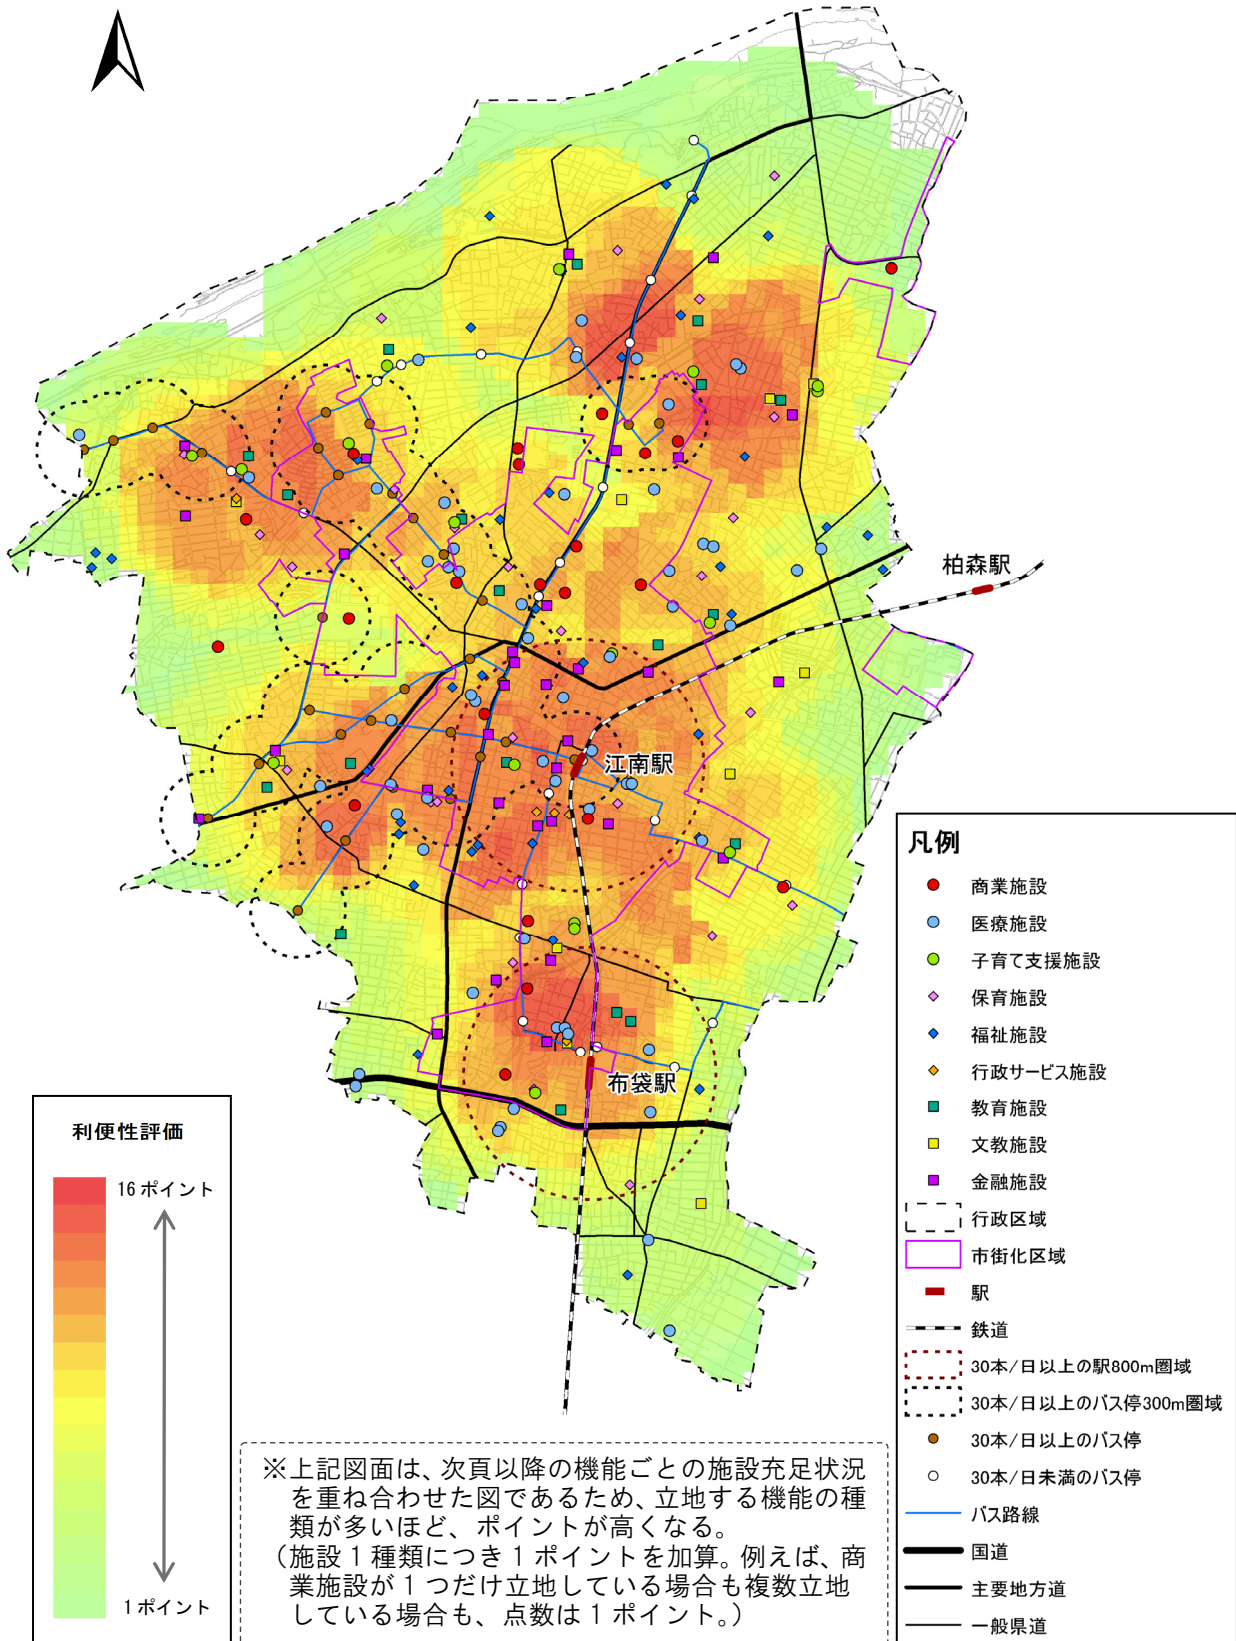 柏森駅
江南駅
布袋駅
利便性評価
16ポイント
1ポイント
※上記図面は、次頁以降の機能ごとの施設充足状況
を重ね合わせた図であるため、立地する機能の種
類が多いほど、ポイントが高くなる。
（施設1種類につき1ポイントを加算。例えば、商
業施設が1つだけ立地している場合も複数立地
している場合も、点数は1ポイント。）
凡例
商業施設
医療施設
子育て支援施設
保育施設
福祉施設
行政サービス施設
教育施設
文教施設
金融施設
行政区域
市街化区域
駅
鉄道
30本/日以上の駅800m圏域
30本/日以上のバス停300m圏域
30本/日以上のバス停
30本/日未満のバス停
バス路線
国道
主要地方道
一般県道